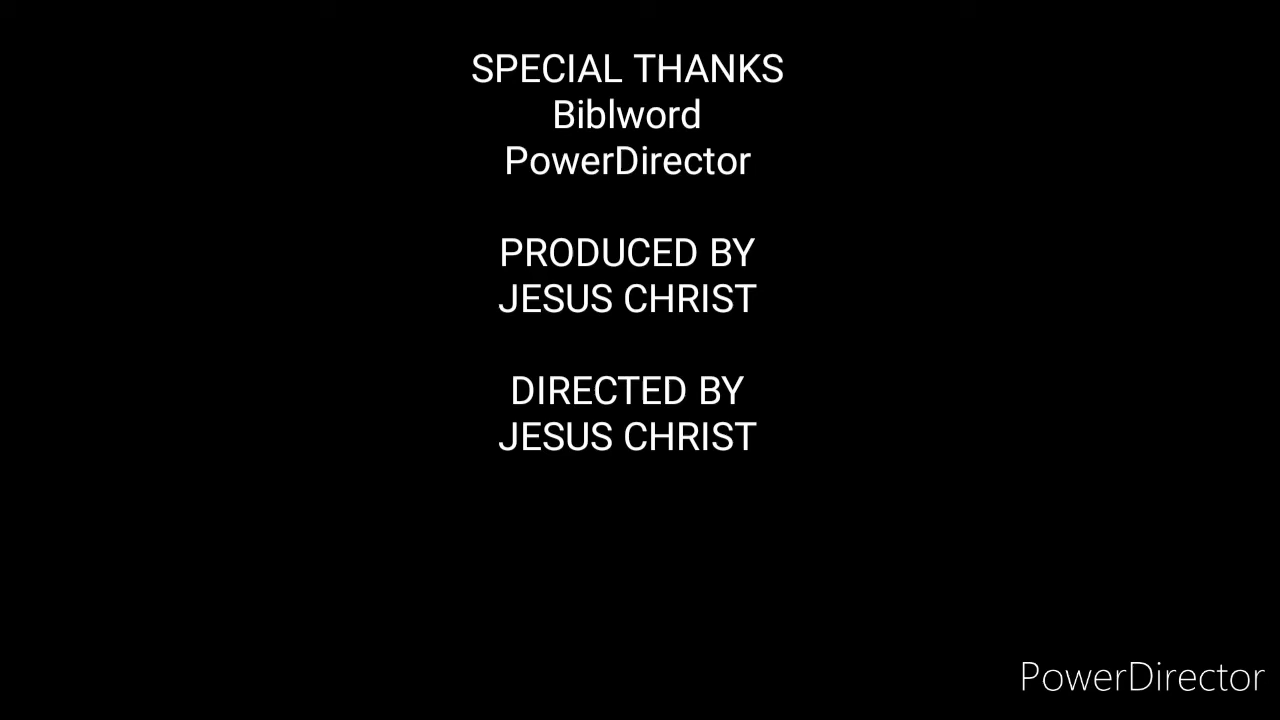 SPECIAL THANKS
Biblword
PowerDirector
PRODUCED BY
JESUS CHRIST
DIRECTED BY
JESUS CHRIST
PowerDirector